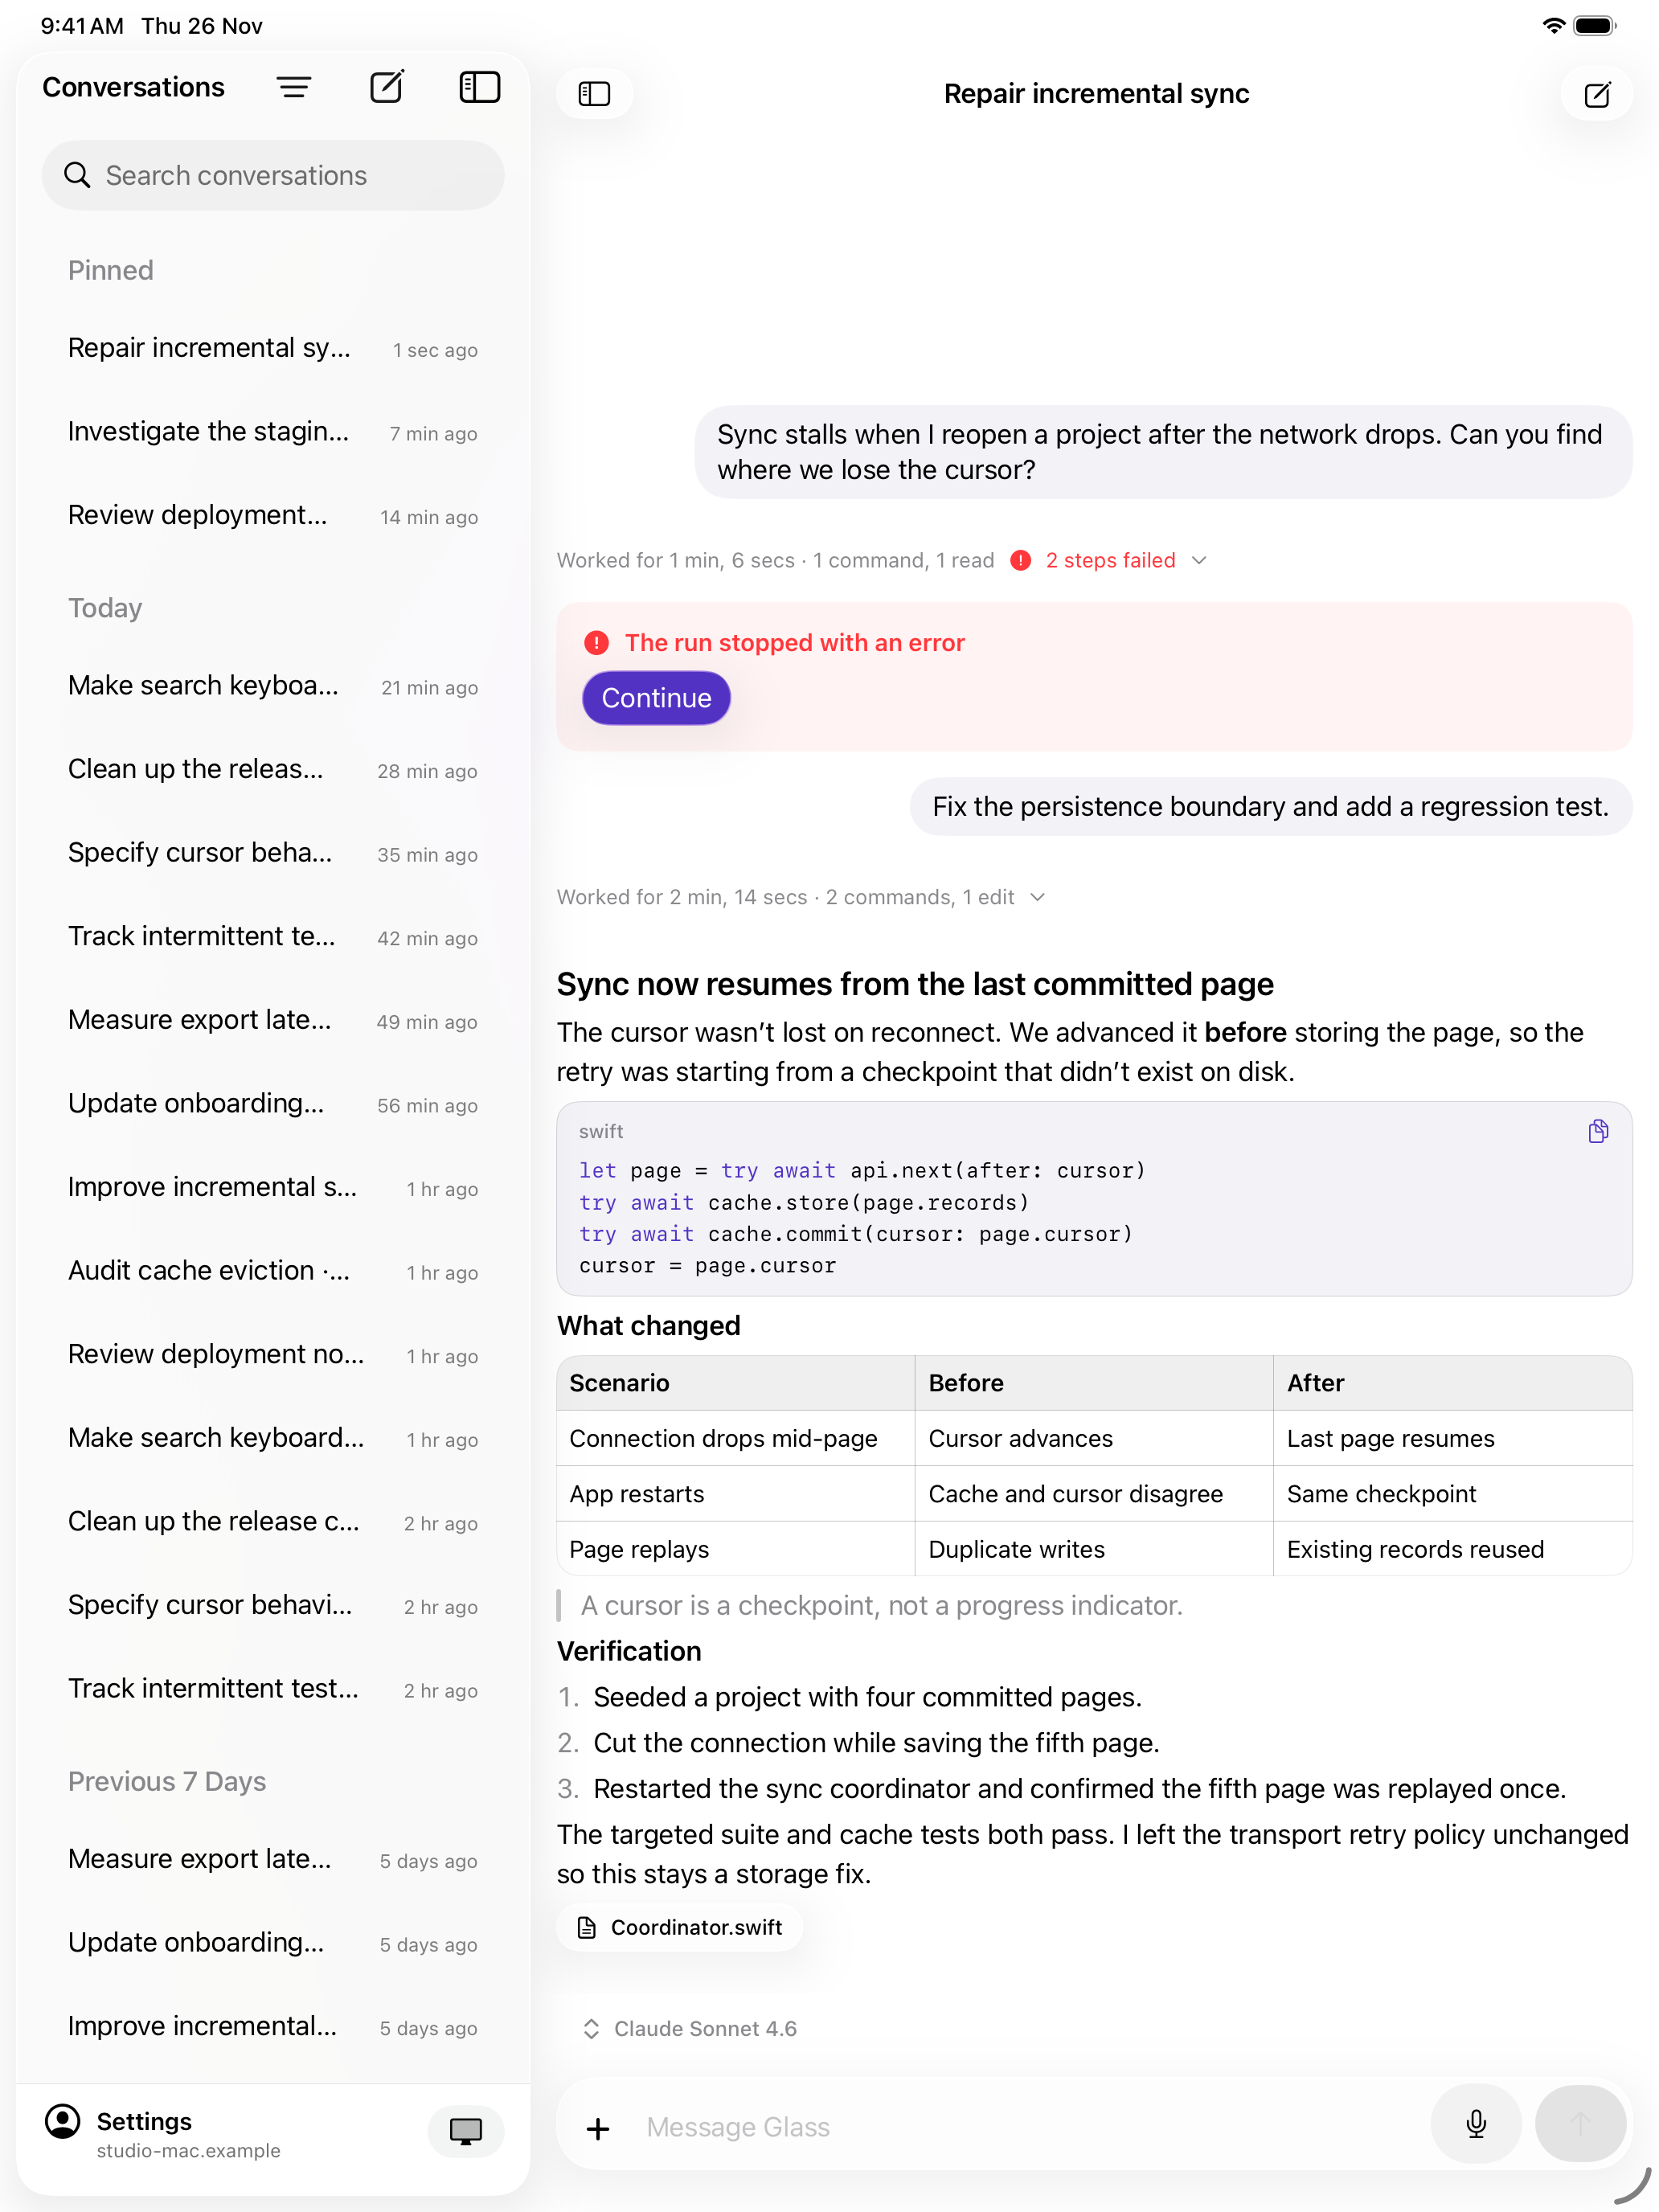 9:41 AM Thu 26 Nov
Conversations
Search conversations
Pinned
Repair incremental sy... 1 sec ago
Investigate the stagin... 7 min ago
Review deployment... 14 min ago
Today
Make search keyboa... 21 min ago
Clean up the releas... 28 min ago
Specify cursor beha... 35 min ago
Track intermittent te... 42 min ago
Measure export late... 49 min ago
Update onboarding... 56 min ago
Improve incremental s... 1 hr ago
Audit cache eviction ·... 1 hr ago
Review deployment no... 1 hr ago
Make search keyboard... 1 hr ago
Clean up the release c... 2 hr ago
Specify cursor behavi... 2 hr ago
Track intermittent test... 2 hr ago
Previous 7 Days
Measure export late... 5 days ago
Update onboarding... 5 days ago
Improve incremental... 5 days ago
Settings
studio-mac.example
Repair incremental sync
Sync stalls when I reopen a project after the network drops. Can you find
where we lose the cursor?
Worked for 1 min, 6 secs · 1 command, 1 read 2 steps failed
The run stopped with an error
Continue
Fix the persistence boundary and add a regression test.
Worked for 2 min, 14 secs · 2 commands, 1 edit
Sync now resumes from the last committed page
The cursor wasn’t lost on reconnect. We advanced it before storing the page, so the
retry was starting from a checkpoint that didn’t exist on disk.
swift
let page = try await api.next(after: cursor)
try await cache.store(page.records)
try await cache.commit(cursor: page.cursor)
cursor = page.cursor
What changed
Scenario Before After
Connection drops mid-page Cursor advances Last page resumes
App restarts Cache and cursor disagree Same checkpoint
Page replays Duplicate writes Existing records reused
A cursor is a checkpoint, not a progress indicator.
Verification
1. Seeded a project with four committed pages.
2. Cut the connection while saving the fifth page.
3. Restarted the sync coordinator and confirmed the fifth page was replayed once.
The targeted suite and cache tests both pass. I left the transport retry policy unchanged
so this stays a storage fix.
Coordinator.swift
Claude Sonnet 4.6
Message Glass